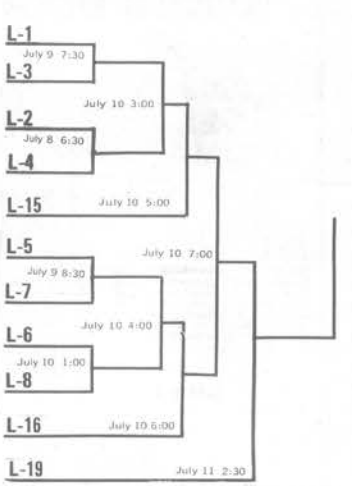 L-1
July 9 7:30
L-3
July 10 3:00
L-2
July 8 6:30
L-4
July 10 5:00
L-15
L-5
July 10 7:00
July 9 8:30
L-7
July 10 4:00
L-6
July 10 1:00
L-8
L-16
July 10 6:00
L-19
July 11 2:30